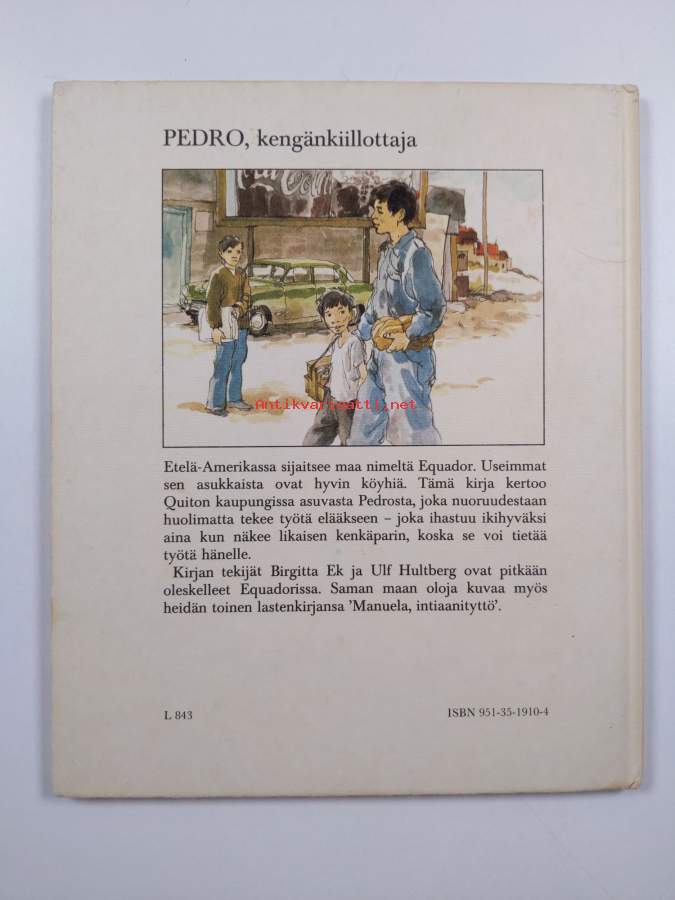 PEDRO, kengänkiillottaja
Coca-Cola
Antikvariaatti.net
Etelä-Amerikassa sijaitsee maa nimeltä Equador. Useimmat
sen asukkaista ovat hyvin köyhiä. Tämä kirja kertoo
Quiton kaupungissa asuvasta Pedrosta, joka nuoruudestaan
huolimatta tekee työtä elääkseen – joka ihastuu ikihyväksi
aina kun näkee likaisen kenkäparin, koska se voi tietää
työtä hänelle.
Kirjan tekijät Birgitta Ek ja Ulf Hultberg ovat pitkään
oleskelleet Equadorissa. Saman maan oloja kuvaa myös
heidän toinen lastenkirjansa 'Manuela, intiaanityttö'.
L 843
ISBN 951-35-1910-4